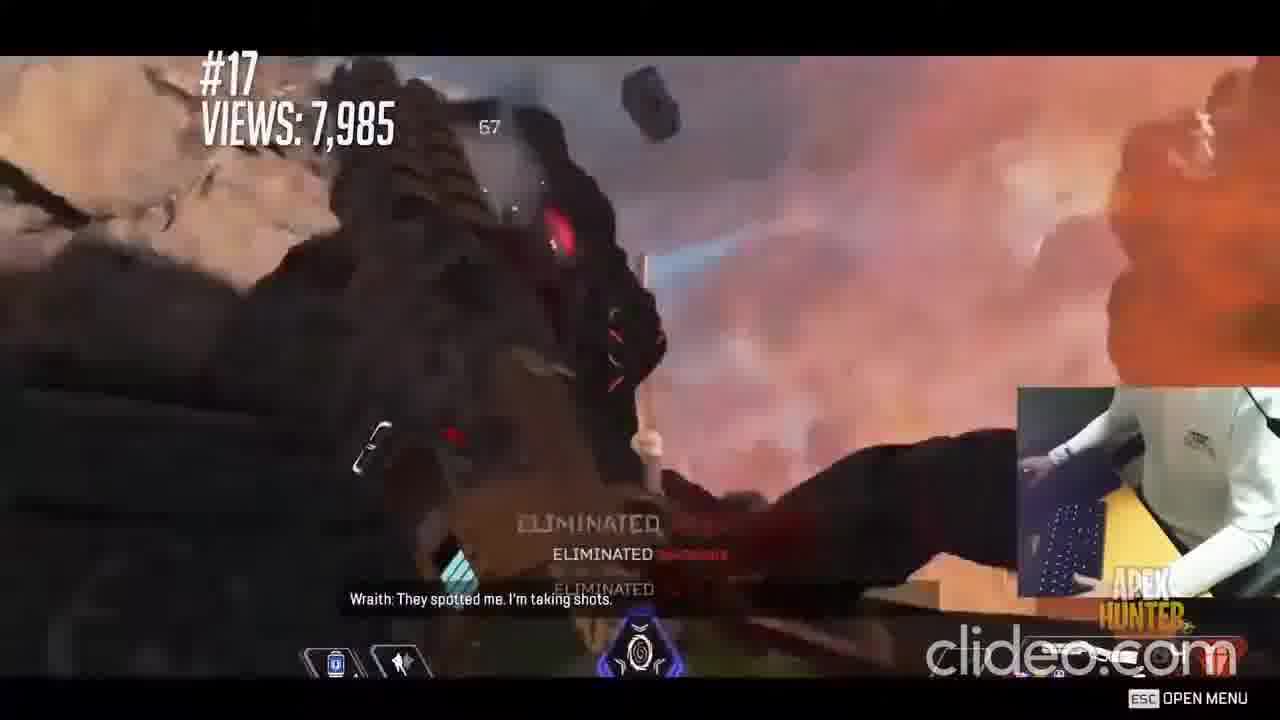 #17
VIEWS: 7,985
67
ELIMINATED
ELIMINATED
ELIMINATED
Wraith: They spotted me. I'm taking shots.
APEX
HUNTER
clideo.com
ESC OPEN MENU